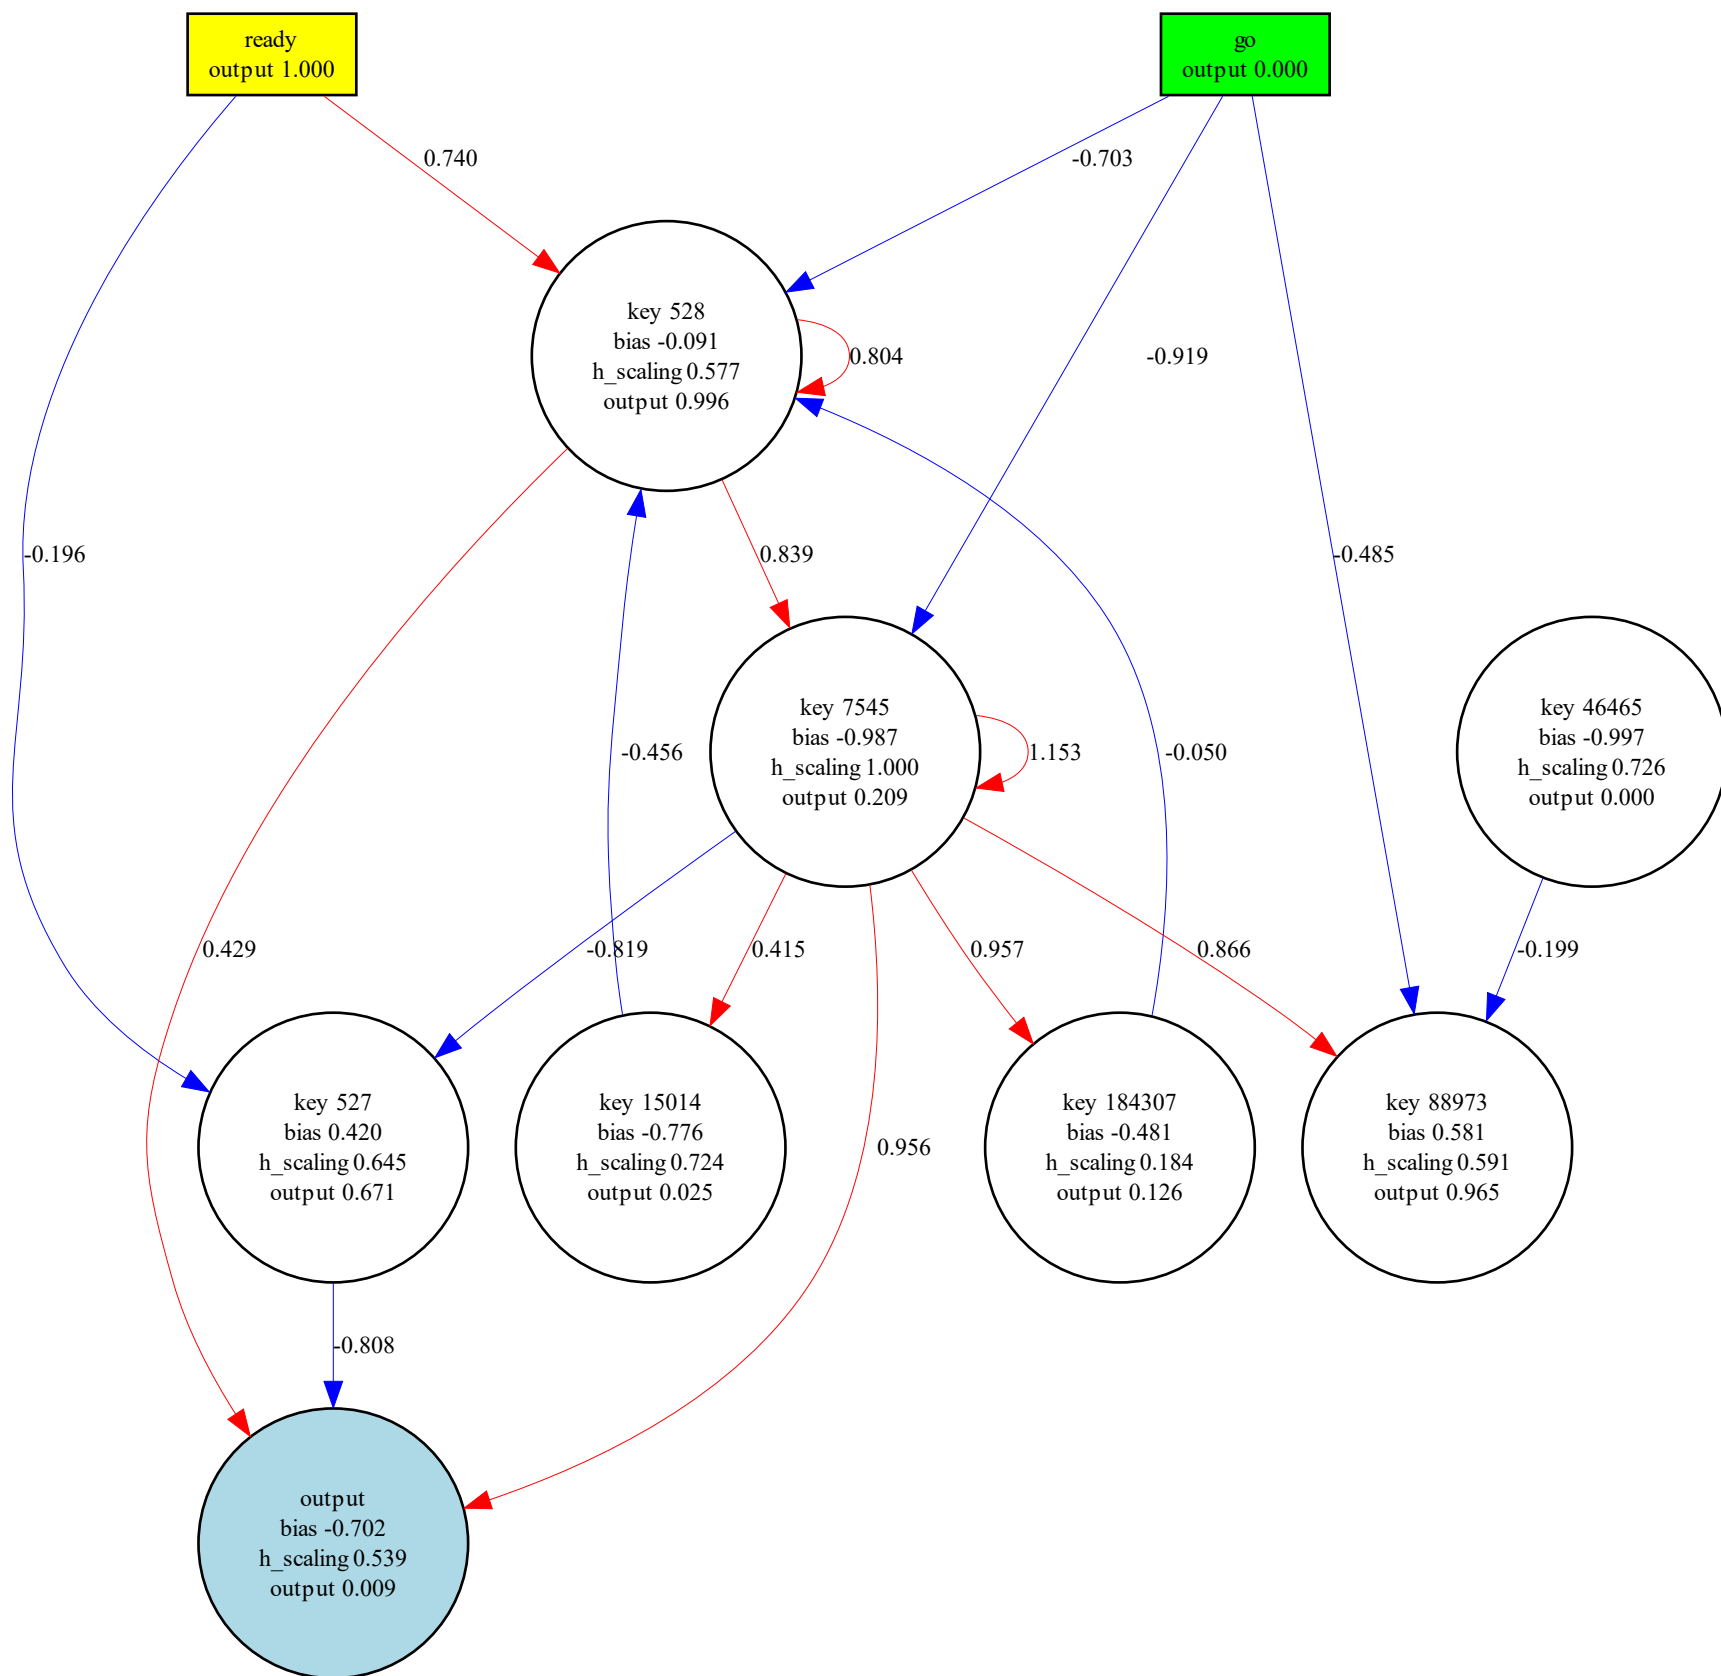 ready
output 1.000
go
output 0.000
0.740
-0.703
key 528
bias -0.091
h_scaling 0.577
output 0.996
0.804
-0.919
-0.196
0.839
-0.485
key 7545
bias -0.987
h_scaling 1.000
output 0.209
1.153
-0.456
-0.050
key 46465
bias -0.997
h_scaling 0.726
output 0.000
0.429
-0.819
0.415
0.957
0.866
-0.199
key 527
bias 0.420
h_scaling 0.645
output 0.671
key 15014
bias -0.776
h_scaling 0.724
output 0.025
0.956
key 184307
bias -0.481
h_scaling 0.184
output 0.126
key 88973
bias 0.581
h_scaling 0.591
output 0.965
-0.808
output
bias -0.702
h_scaling 0.539
output 0.009